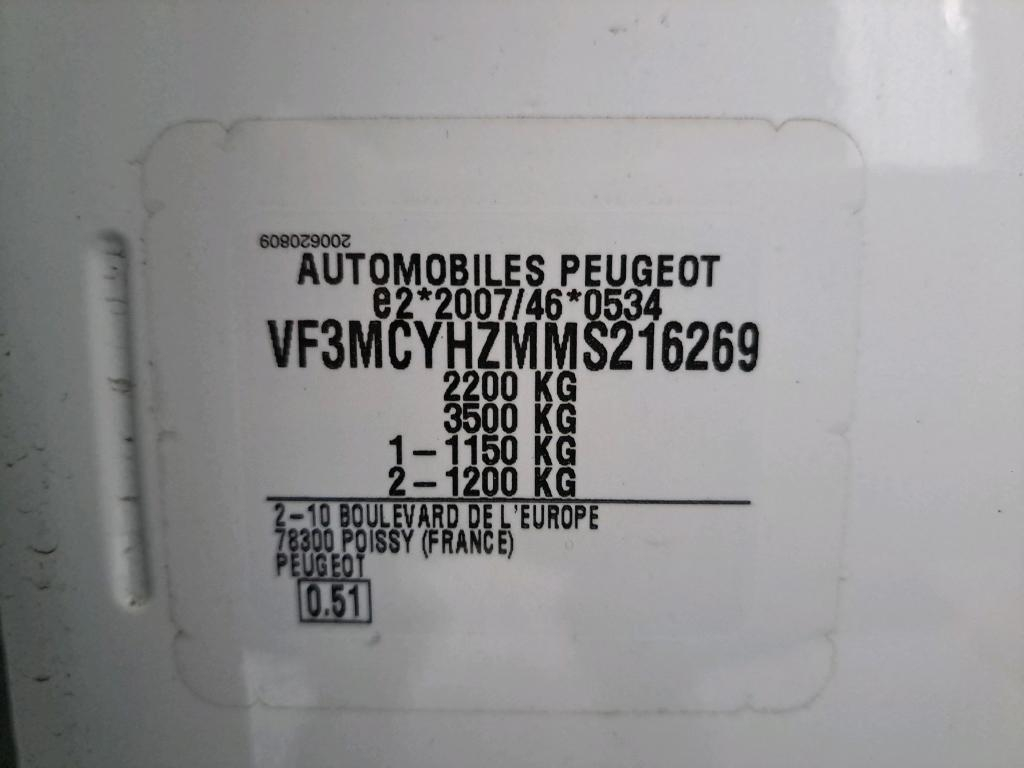 200620809
AUTOMOBILES PEUGEOT
e2*2007/46*0534
VF3MCYHZMMS216269
2200 KG
3500 KG
1-1150 KG
2-1200 KG
2-10 BOULEVARD DE L'EUROPE
78300 POISSY (FRANCE)
PEUGEOT
0.51